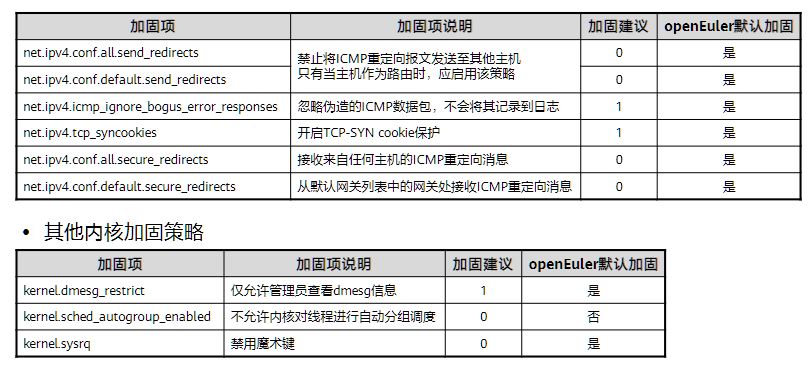 加固项 加固项说明 加固建议 openEuler默认加固
net.ipv4.conf.all.send_redirects 禁止将ICMP重定向报文发送至其他主机 0 是
net.ipv4.conf.default.send_redirects 只有当主机作为路由时，应启用该策略 0 是
net.ipv4.icmp_ignore_bogus_error_responses 忽略伪造的ICMP数据包，不会将其记录到日志 1 是
net.ipv4.tcp_syncookies 开启TCP-SYN cookie保护 1 是
net.ipv4.conf.all.secure_redirects 接收来自任何主机的ICMP重定向消息 0 是
net.ipv4.conf.default.secure_redirects 从默认网关列表中的网关处接收ICMP重定向消息 0 是
• 其他内核加固策略
加固项 加固项说明 加固建议 openEuler默认加固
kernel.dmesg_restrict 仅允许管理员查看dmesg信息 1 是
kernel.sched_autogroup_enabled 不允许内核对线程进行自动分组调度 0 否
kernel.sysrq 禁用魔术键 0 是